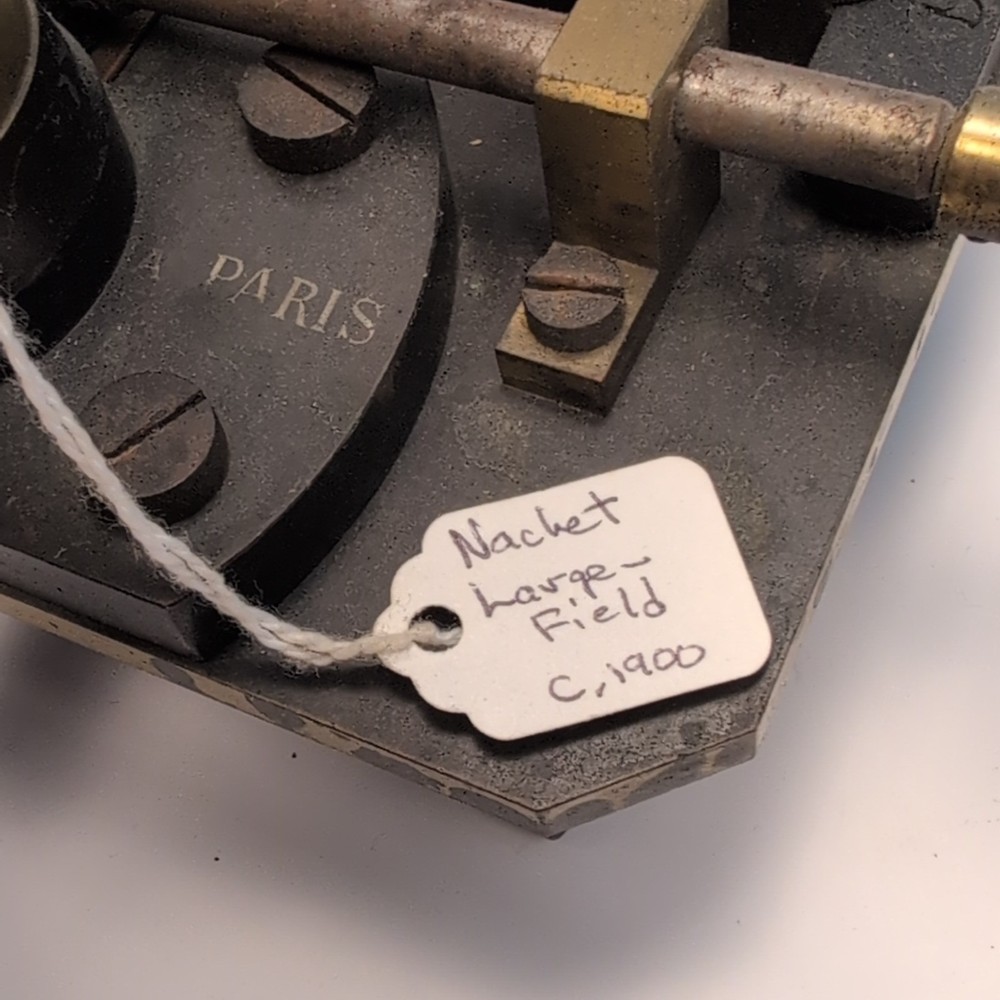 A PARIS
Nachet
Large-
Field
c.1900